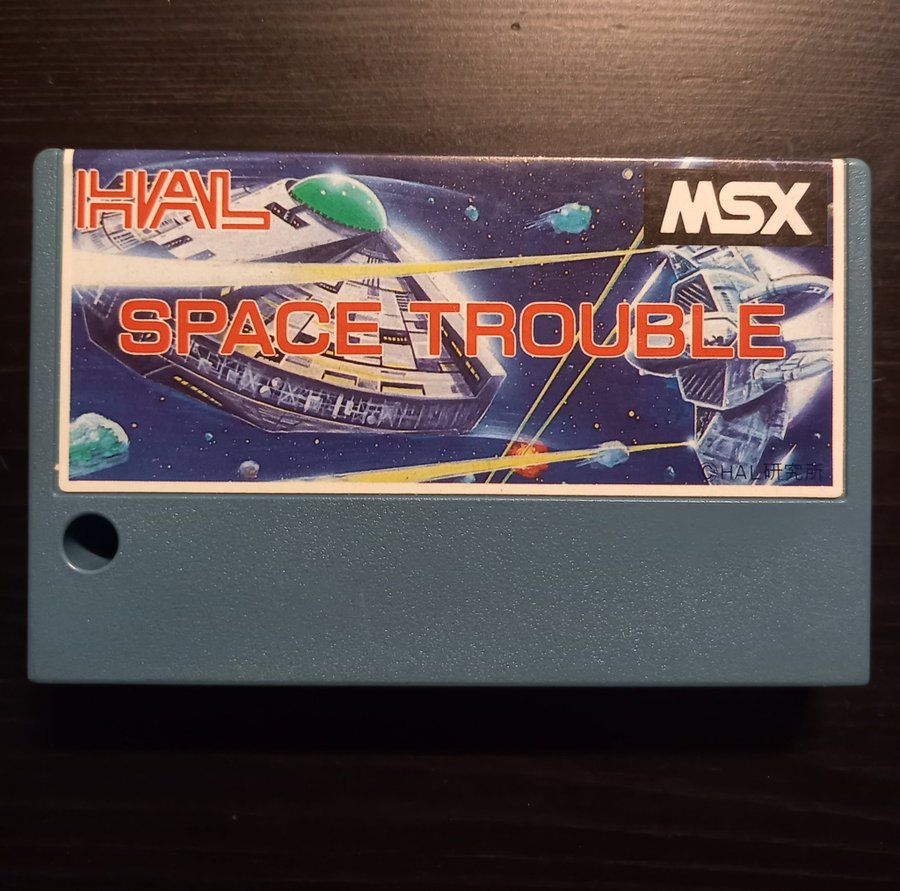 HAL
MSX
SPACE TROUBLE
©HAL研究所